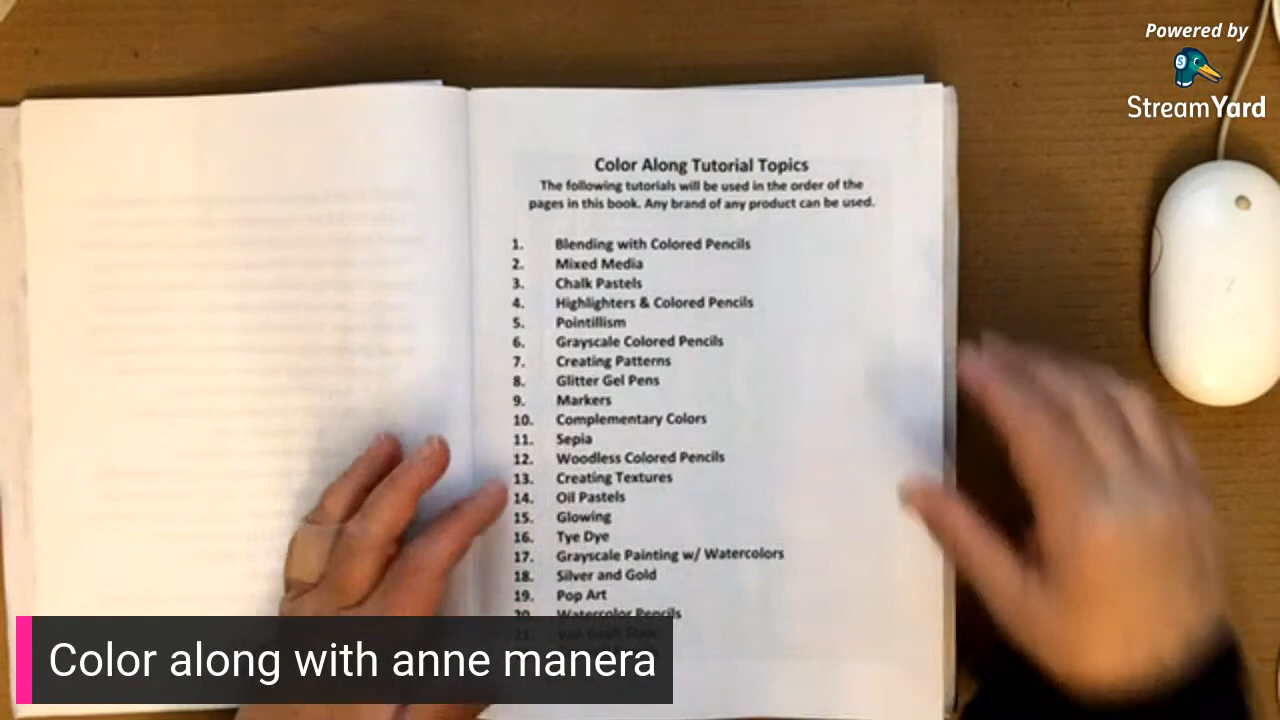 Powered by
StreamYard
Color Along Tutorial Topics
The following tutorials will be used in the order of the
pages in this book. Any brand of any product can be used.
1. Blending with Colored Pencils
2. Mixed Media
3. Chalk Pastels
4. Highlighters & Colored Pencils
5. Pointillism
6. Grayscale Colored Pencils
7. Creating Patterns
8. Glitter Gel Pens
9. Markers
10. Complementary Colors
11. Sepia
12. Woodless Colored Pencils
13. Creating Textures
14. Oil Pastels
15. Glowing
16. Tye Dye
17. Grayscale Painting w/ Watercolors
18. Silver and Gold
19. Pop Art
20. Watercolor Pencils
21.
Color along with anne manera